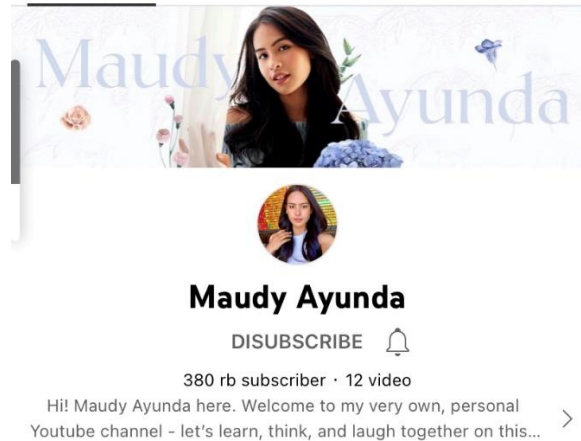 Maudy Ayunda
Maudy Ayunda
DISUBSCRIBE
380 rb subscriber · 12 video
Hi! Maudy Ayunda here. Welcome to my very own, personal
Youtube channel - let's learn, think, and laugh together on this...